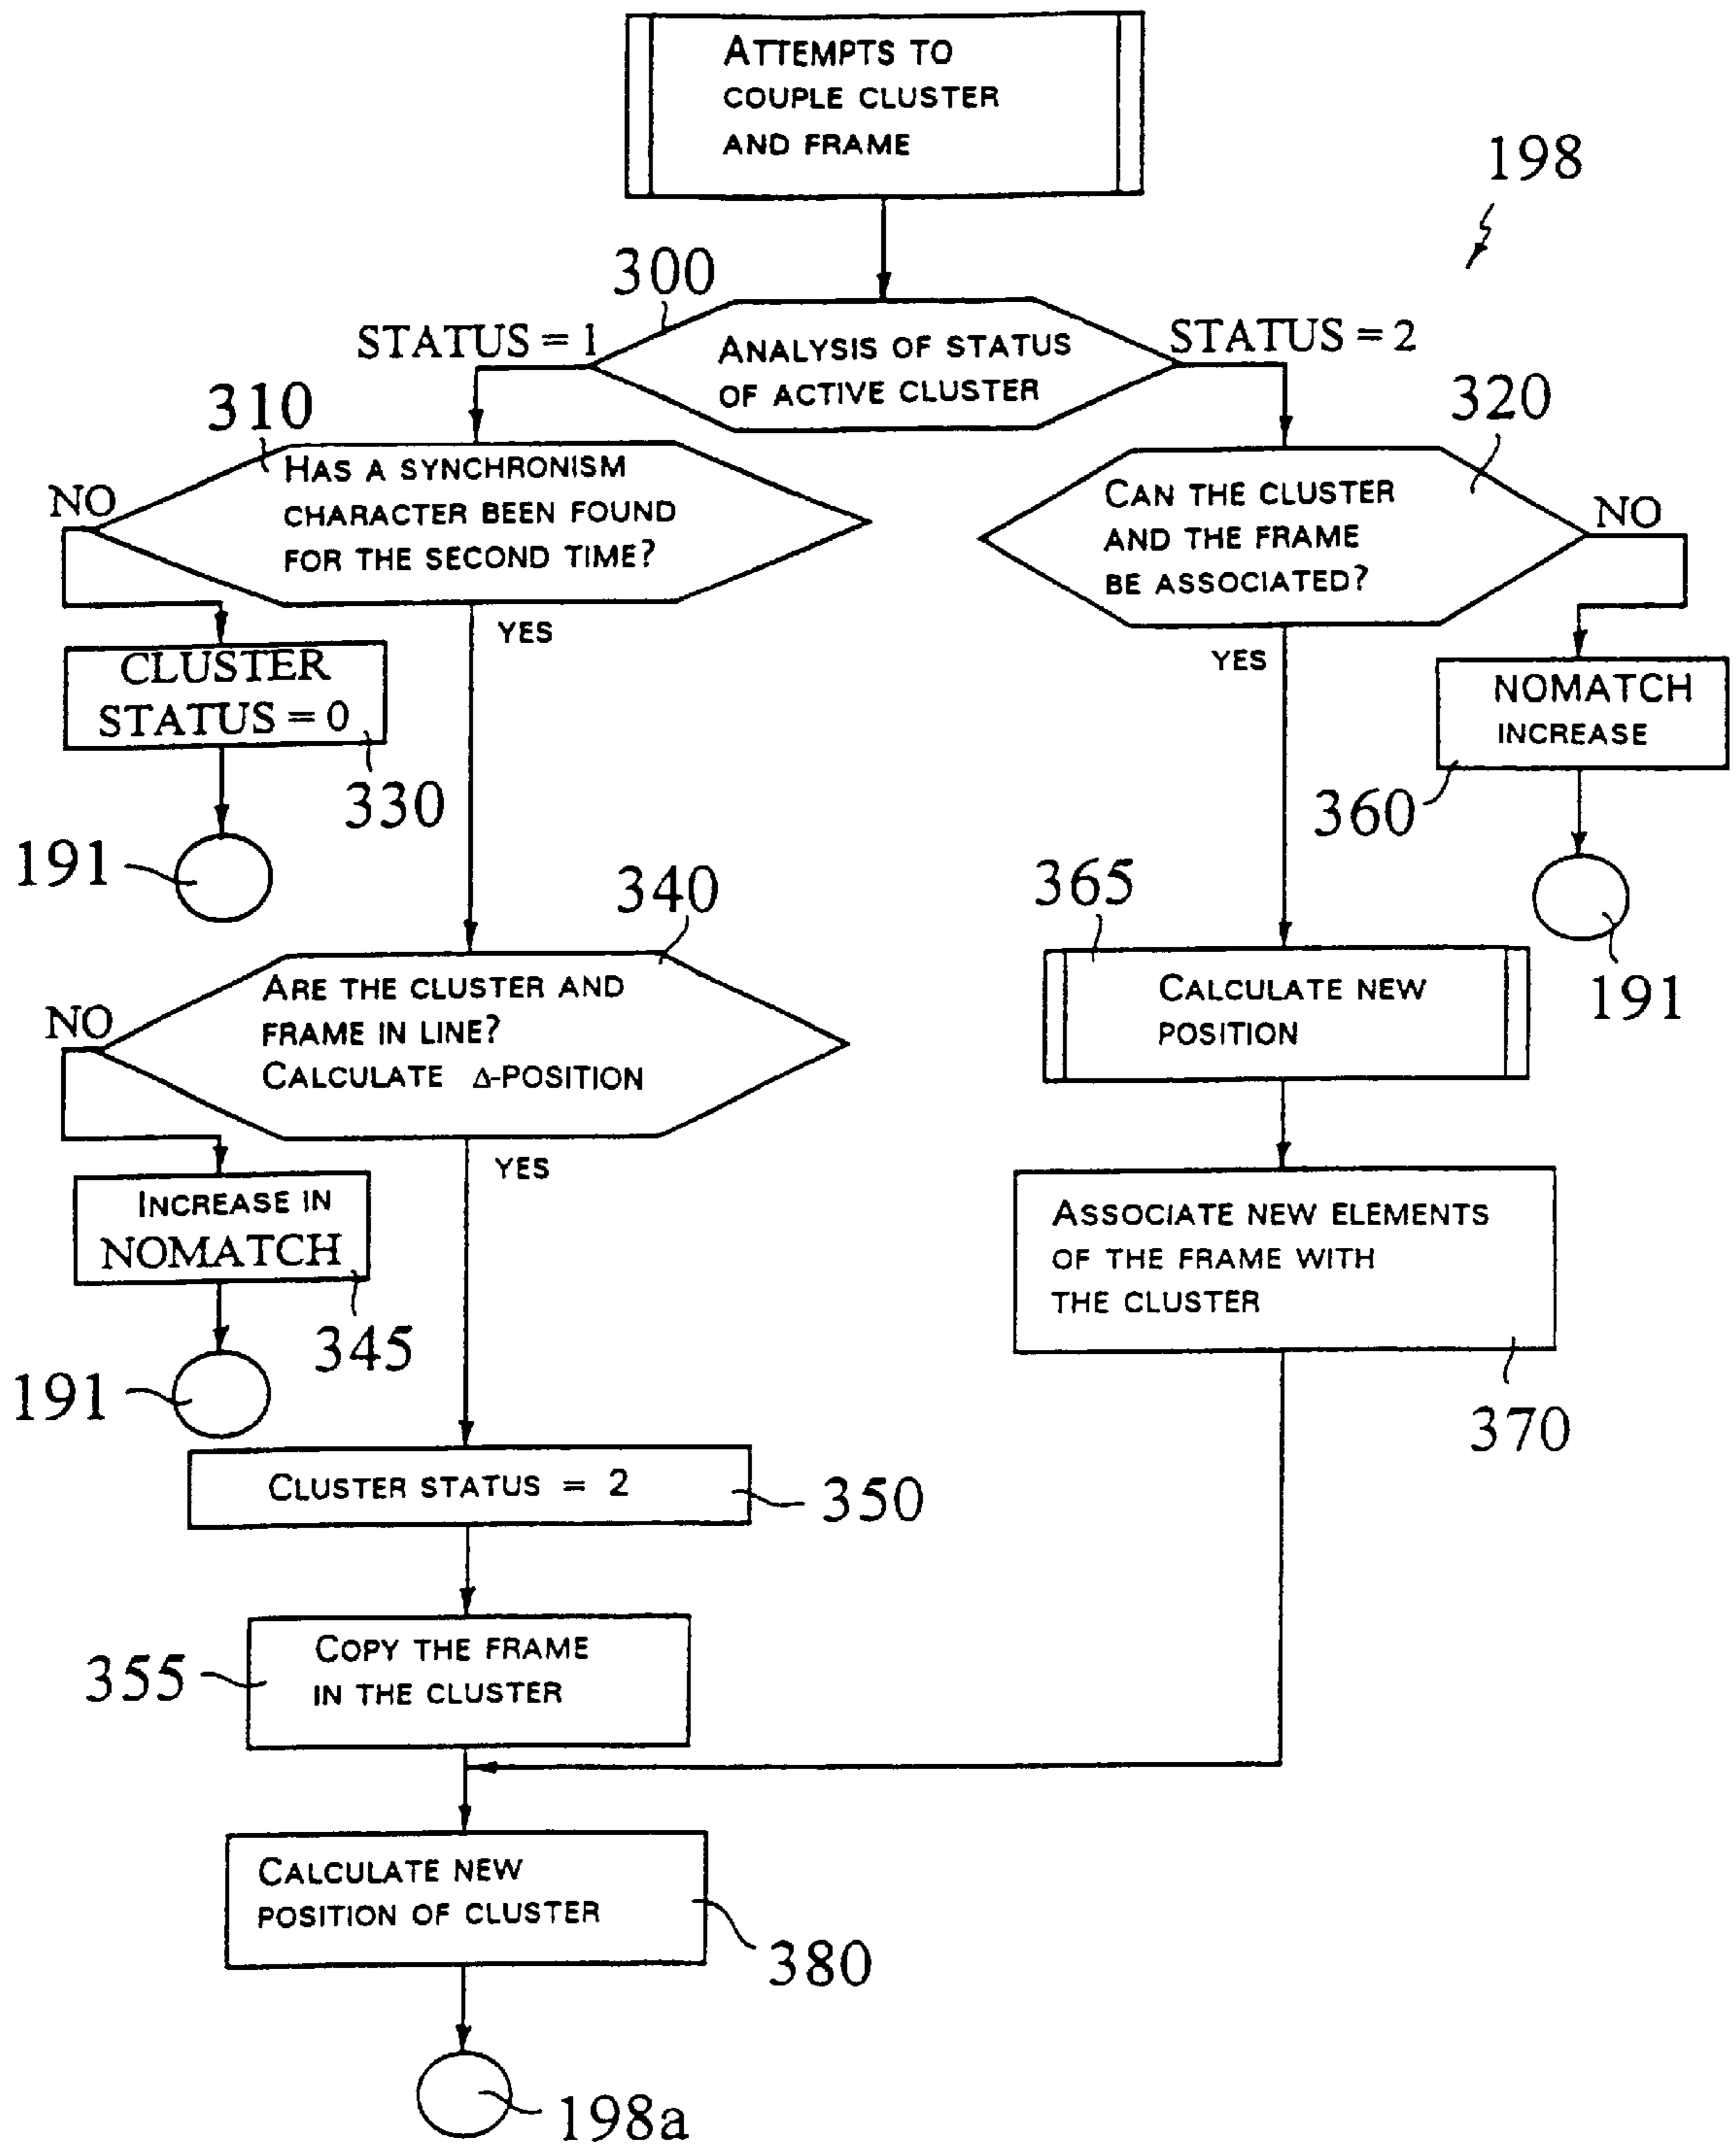 ATTEMPTS TO
COUPLE CLUSTER
AND FRAME
198
300
STATUS = 1
ANALYSIS OF STATUS
OF ACTIVE CLUSTER
STATUS = 2
310
HAS A SYNCHRONISM
CHARACTER BEEN FOUND
FOR THE SECOND TIME?
NO
YES
320
CAN THE CLUSTER
AND THE FRAME
BE ASSOCIATED?
NO
YES
CLUSTER
STATUS = 0
330
191
NOMATCH
INCREASE
360
191
340
ARE THE CLUSTER AND
FRAME IN LINE?
CALCULATE Δ-POSITION
NO
YES
365
CALCULATE NEW
POSITION
INCREASE IN
NOMATCH
345
191
ASSOCIATE NEW ELEMENTS
OF THE FRAME WITH
THE CLUSTER
370
CLUSTER STATUS = 2
350
COPY THE FRAME
IN THE CLUSTER
355
CALCULATE NEW
POSITION OF CLUSTER
380
198a